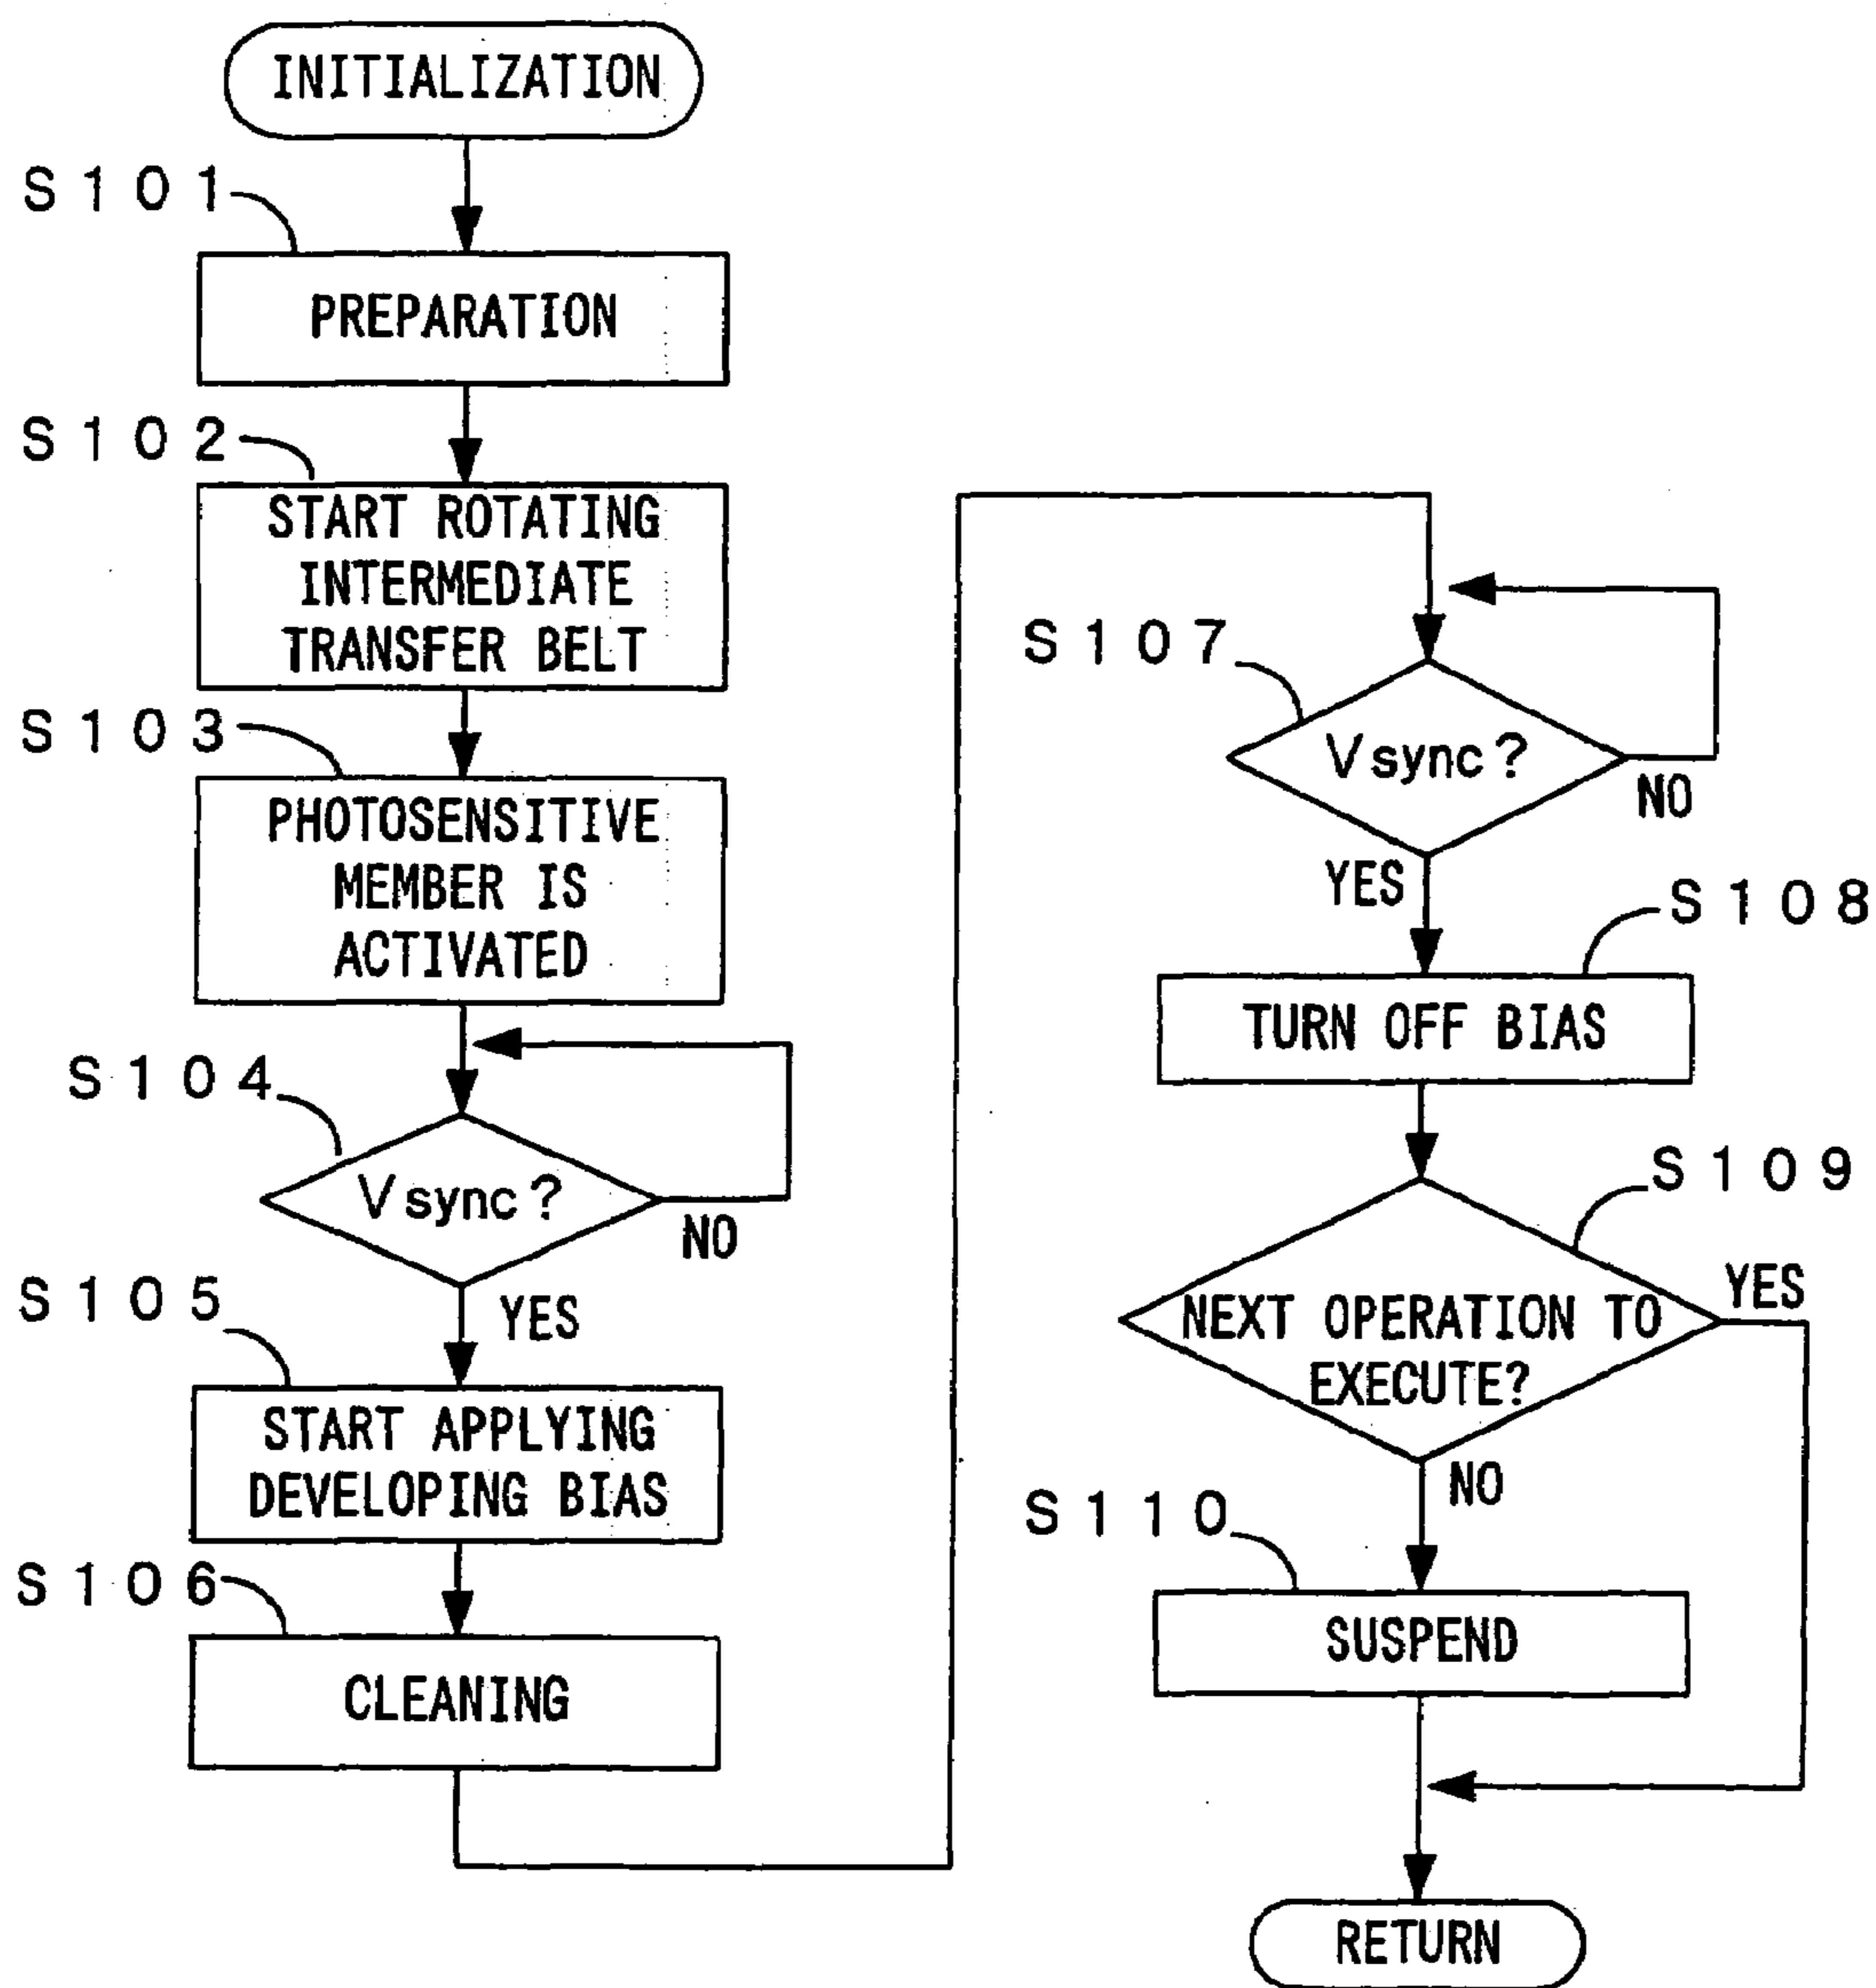 INITIALIZATION
S101
PREPARATION
S102
START ROTATING
INTERMEDIATE
TRANSFER BELT
S103
PHOTOSENSITIVE
MEMBER IS
ACTIVATED
S104
Vsync?
NO
YES
S105
START APPLYING
DEVELOPING BIAS
S106
CLEANING
S107
Vsync?
NO
YES
S108
TURN OFF BIAS
S109
NEXT OPERATION TO
EXECUTE?
YES
NO
S110
SUSPEND
RETURN